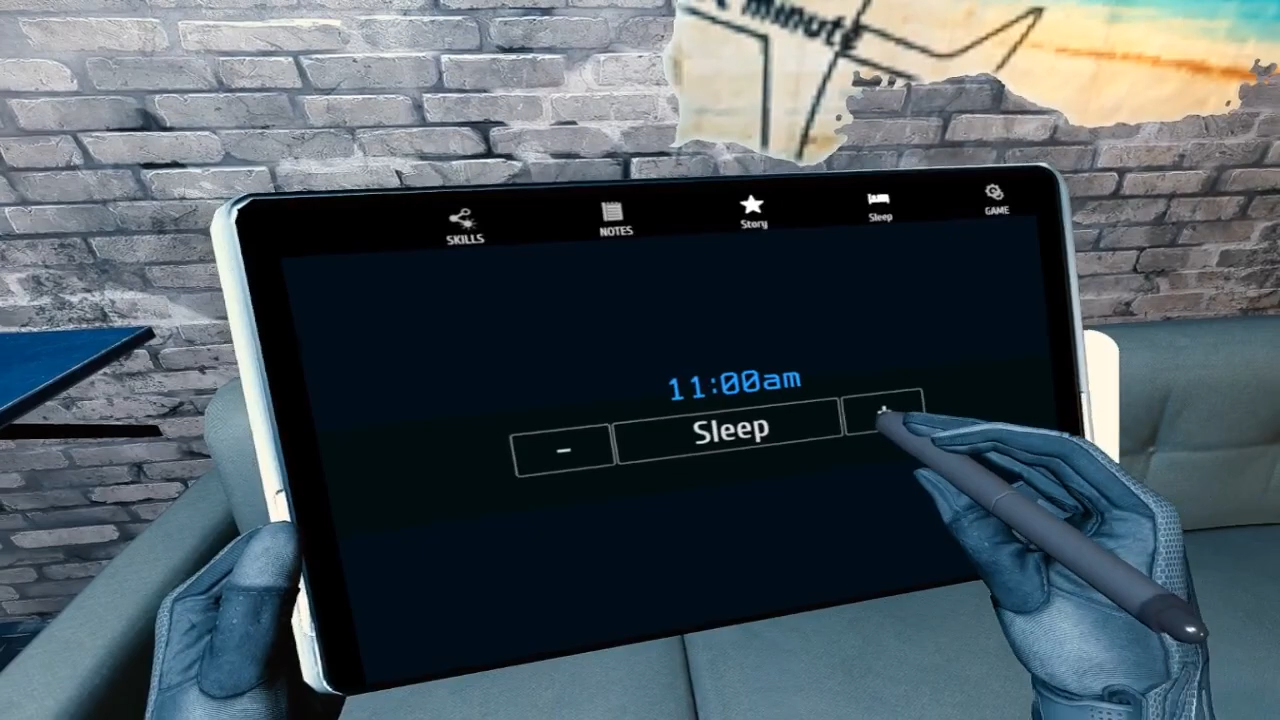 Minute
SKILLS
NOTES
Story
Sleep
GAME
11:00am
-
Sleep
+